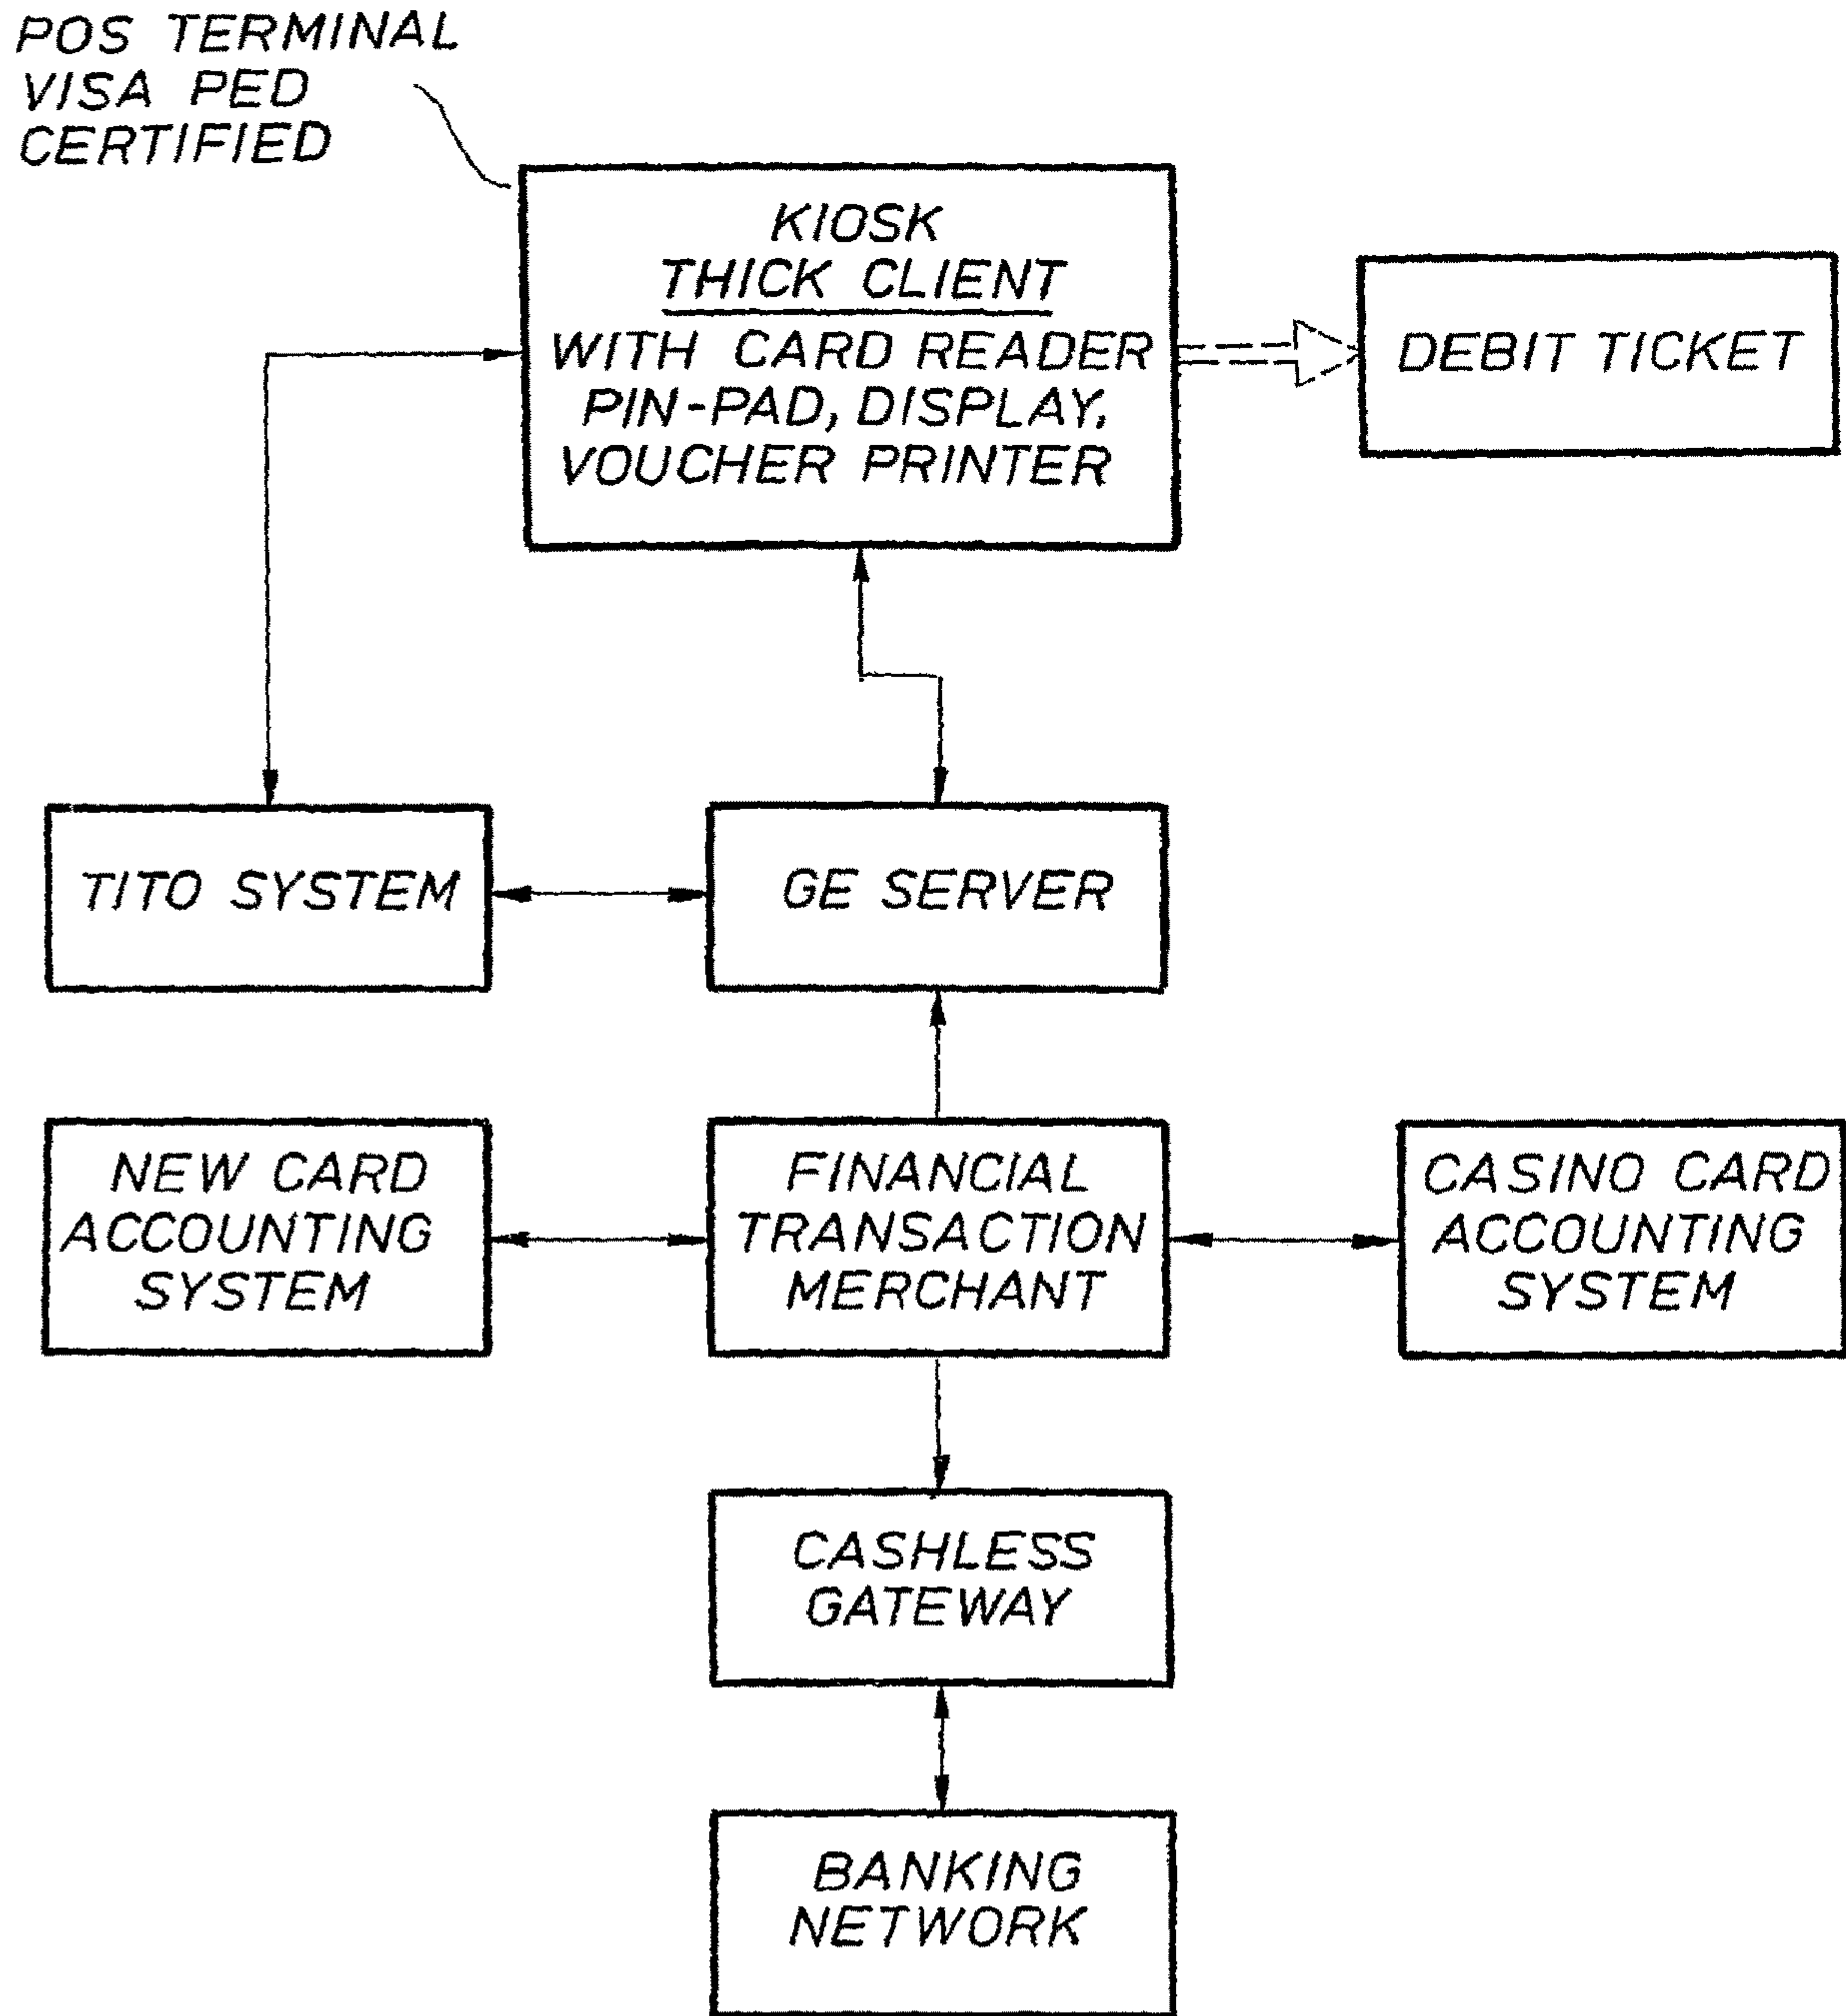 POS TERMINAL
VISA PED
CERTIFIED
KIOSK
THICK CLIENT
WITH CARD READER
PIN-PAD, DISPLAY,
VOUCHER PRINTER
DEBIT TICKET
TITO SYSTEM
GE SERVER
NEW CARD
ACCOUNTING
SYSTEM
FINANCIAL
TRANSACTION
MERCHANT
CASINO CARD
ACCOUNTING
SYSTEM
CASHLESS
GATEWAY
BANKING
NETWORK